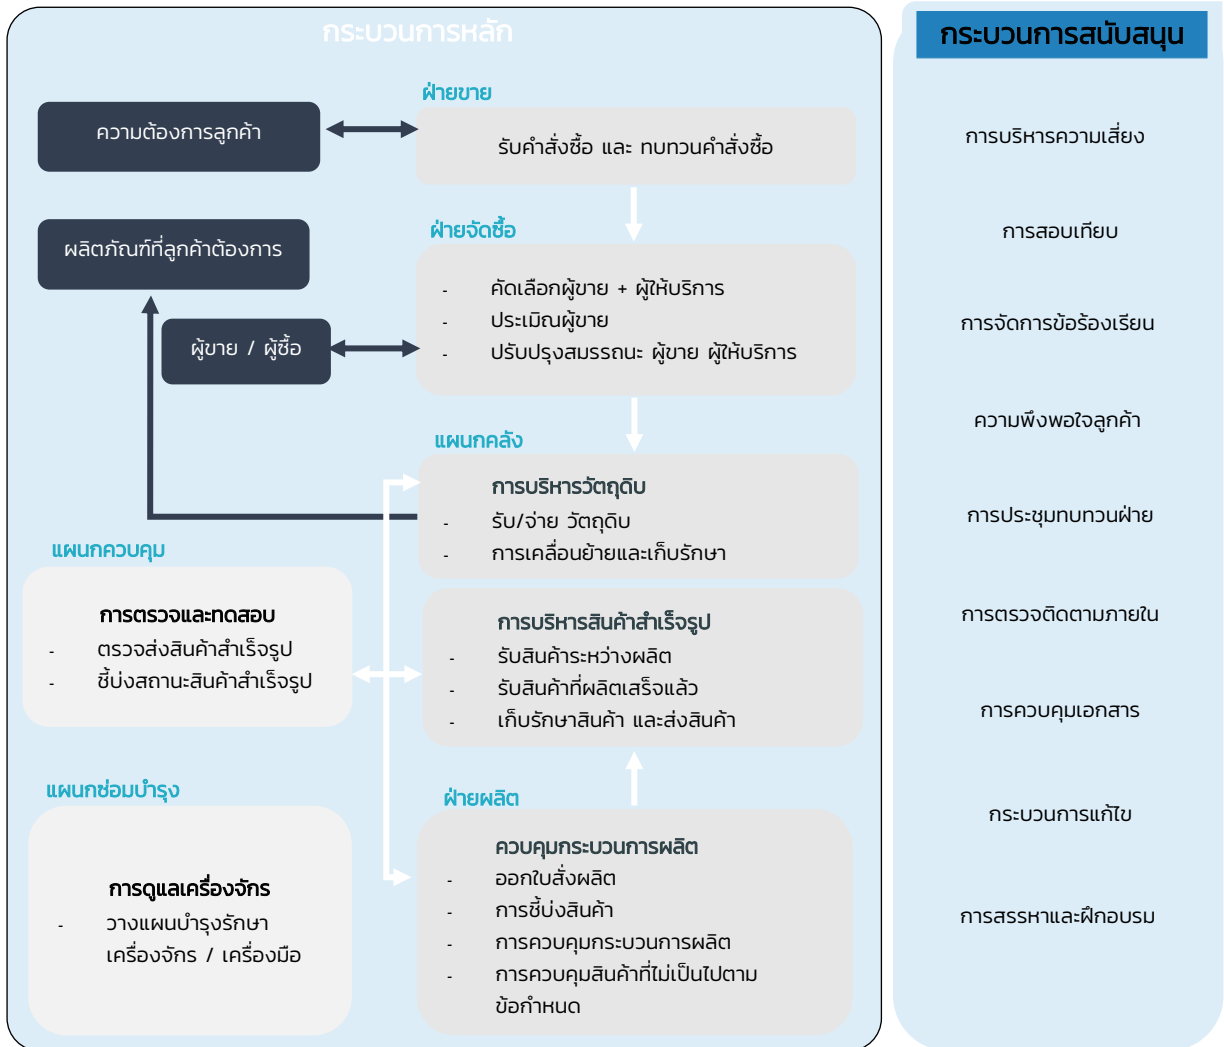 กระบวนการหลัก
ฝ่ายขาย
ความต้องการลูกค้า
รับคำสั่งซื้อ และ ทบทวนคำสั่งซื้อ
ฝ่ายจัดซื้อ
ผลิตภัณฑ์ที่ลูกค้าต้องการ
- คัดเลือกผู้ขาย + ผู้ให้บริการ
- ประเมิณผู้ขาย
- ปรับปรุงสมรรถนะ ผู้ขาย ผู้ให้บริการ
ผู้ขาย / ผู้ซื้อ
แผนกคลัง
การบริหารวัตถุดิบ
- รับ/จ่าย วัตถุดิบ
- การเคลื่อนย้ายและเก็บรักษา
แผนกควบคุม
การตรวจและทดสอบ
- ตรวจส่งสินค้าสำเร็จรูป
- ชี้บ่งสถานะสินค้าสำเร็จรูป
การบริหารสินค้าสำเร็จรูป
- รับสินค้าระหว่างผลิต
- รับสินค้าที่ผลิตเสร็จแล้ว
- เก็บรักษาสินค้า และส่งสินค้า
แผนกซ่อมบำรุง
การดูแลเครื่องจักร
- วางแผนบำรุงรักษา
เครื่องจักร / เครื่องมือ
ฝ่ายผลิต
ควบคุมกระบวนการผลิต
- ออกใบสั่งผลิต
- การชี้บ่งสินค้า
- การควบคุมกระบวนการผลิต
- การควบคุมสินค้าที่ไม่เป็นไปตาม
ข้อกำหนด
กระบวนการสนับสนุน
การบริหารความเสี่ยง
การสอบเทียบ
การจัดการข้อร้องเรียน
ความพึงพอใจลูกค้า
การประชุมทบทวนฝ่าย
การตรวจติดตามภายใน
การควบคุมเอกสาร
กระบวนการแก้ไข
การสรรหาและฝึกอบรม